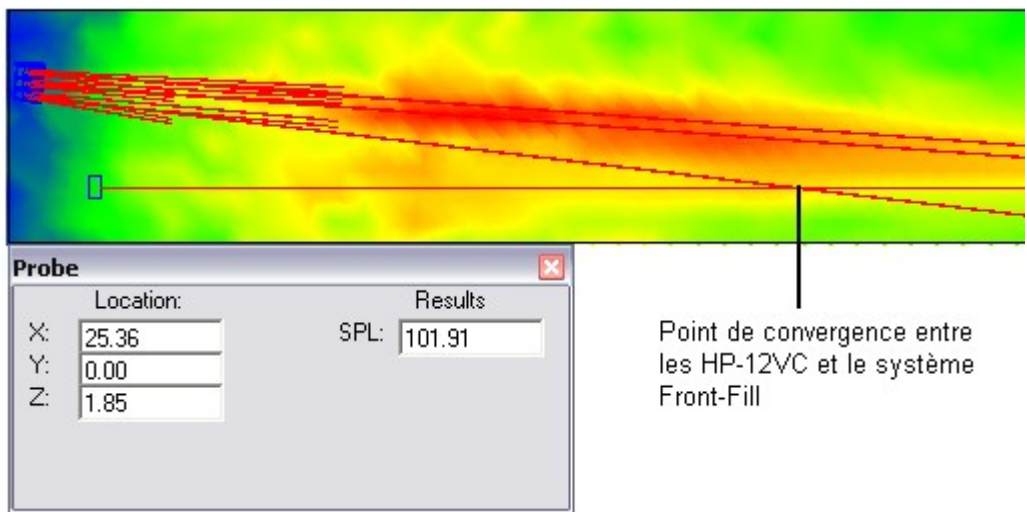 Probe
Location:
Results
X: 25.36
SPL: 101.91
Y: 0.00
Z: 1.85
Point de convergence entre
les HP-12VC et le système
Front-Fill